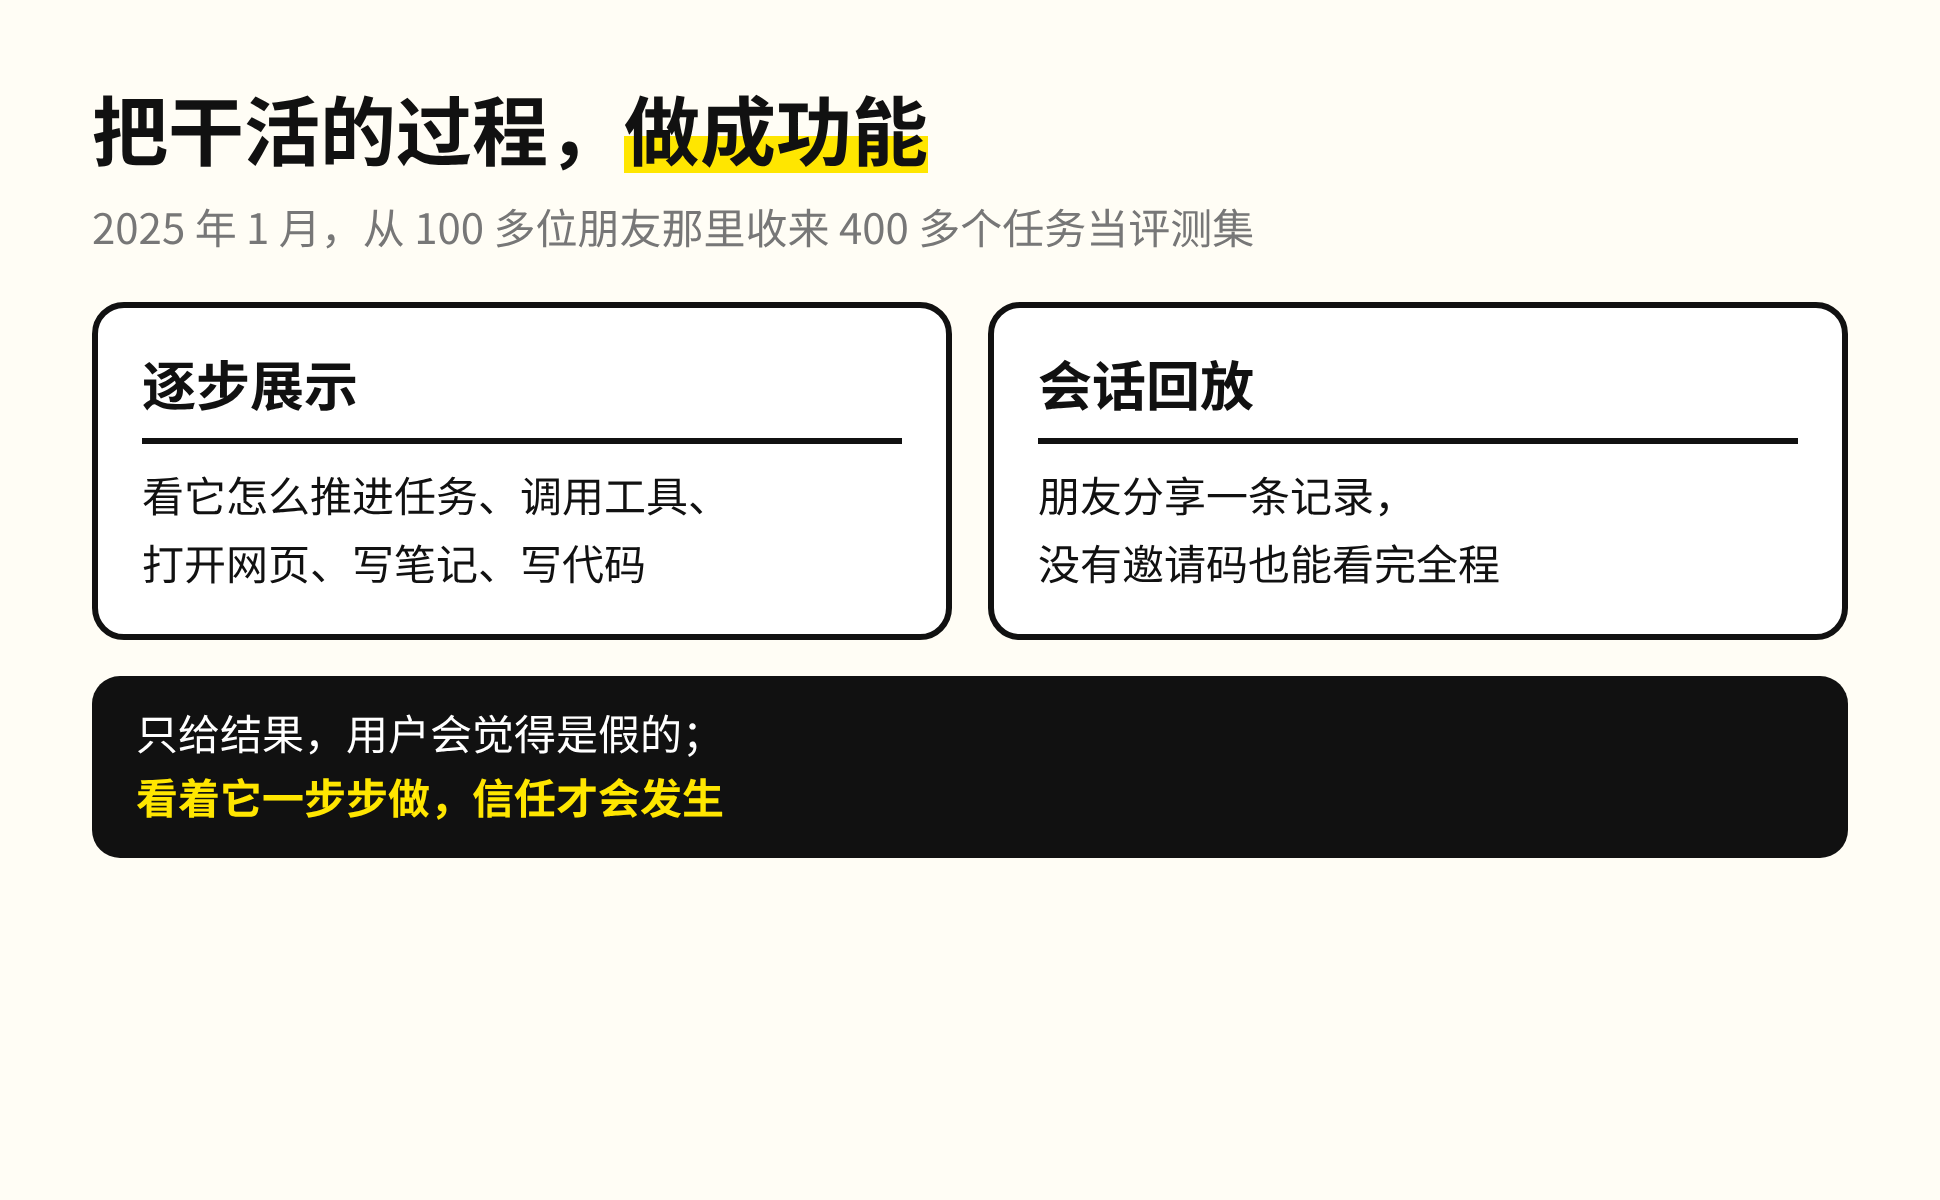 把干活的过程，做成功能
2025 年 1 月，从 100 多位朋友那里收来 400 多个任务当评测集
逐步展示
看它怎么推进任务、调用工具、
打开网页、写笔记、写代码
会话回放
朋友分享一条记录，
没有邀请码也能看完全程
只给结果，用户会觉得是假的；
看着它一步步做，信任才会发生